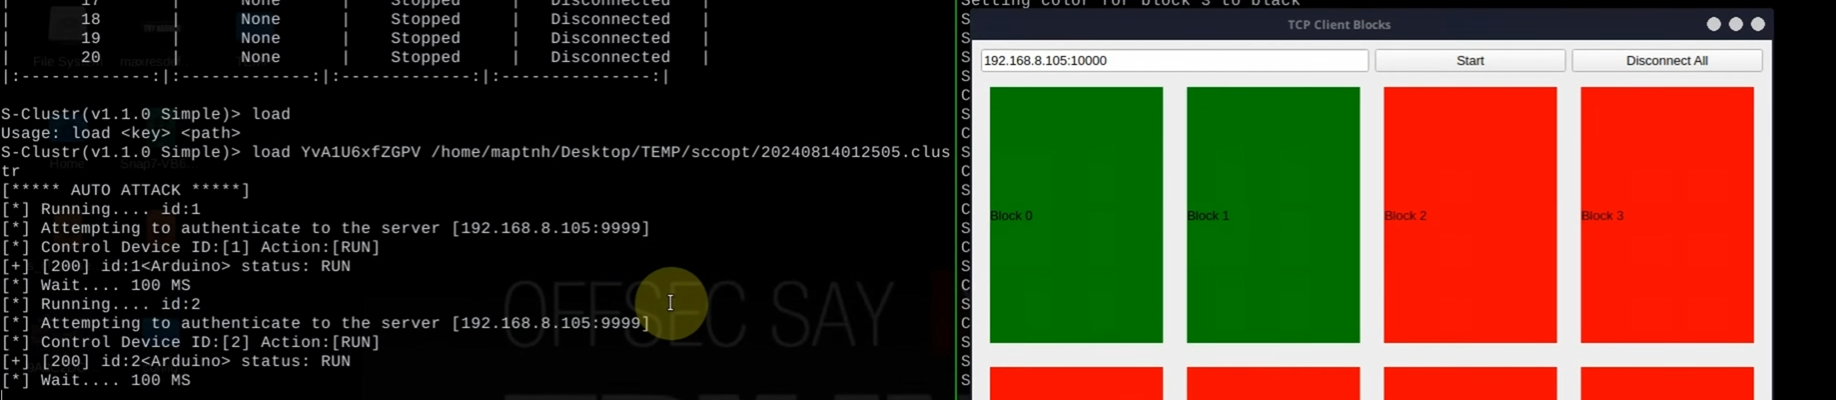 17 | None | Stopped | Disconnected |
| 18 | None | Stopped | Disconnected |
| 19 | None | Stopped | Disconnected |
| 20 | None | Stopped | Disconnected |
|:-----------:|:------------:|:------------:|:--------------:|
S-Clustr(v1.1.0 Simple)> load
Usage: load <key> <path>
S-Clustr(v1.1.0 Simple)> load YvA1U6xfZGPV /home/maptnh/Desktop/TEMP/sccopt/20240814012505.clus
tr
[***** AUTO ATTACK *****]
[*] Running.... id:1
[*] Attempting to authenticate to the server [192.168.8.105:9999]
[*] Control Device ID:[1] Action:[RUN]
[+] [200] id:1<Arduino> status: RUN
[*] Wait.... 100 MS
[*] Running.... id:2
[*] Attempting to authenticate to the server [192.168.8.105:9999]
[*] Control Device ID:[2] Action:[RUN]
[+] [200] id:2<Arduino> status: RUN
[*] Wait.... 100 MS
OFFSEC SAY
Setting color for block 3 to black
TCP Client Blocks
192.168.8.105:10000
Start
Disconnect All
Block 0
Block 1
Block 2
Block 3